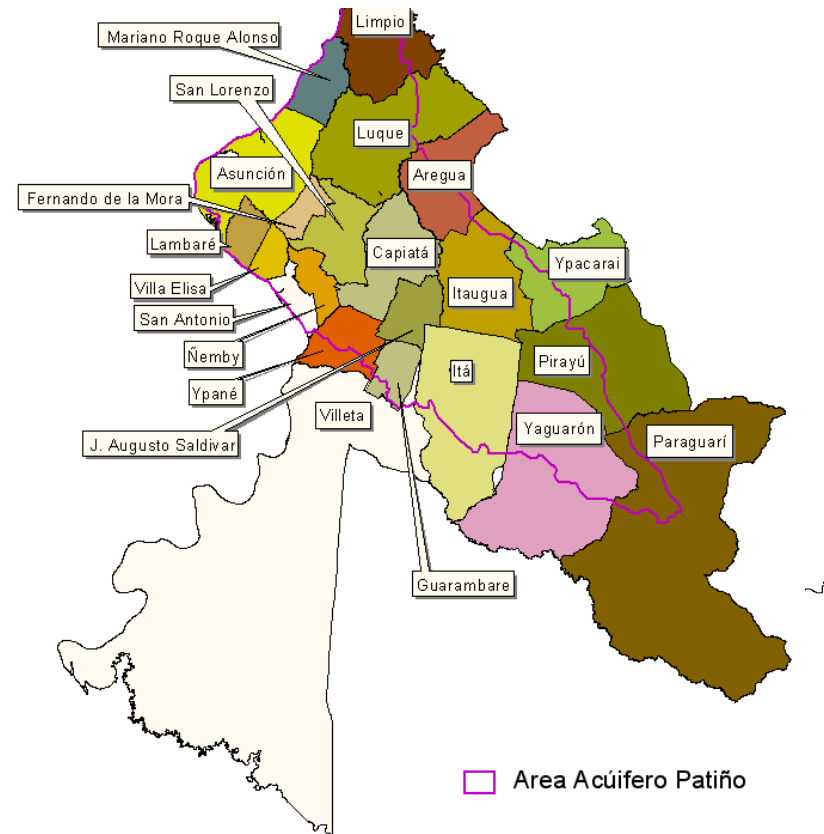 Limpio
Mariano Roque Alonso
San Lorenzo
Luque
Asunción
Aregua
Fernando de la Mora
Lambaré
Capiatá
Ypacarai
Villa Elisa
Itaugua
San Antonio
Ñemby
Pirayú
Itá
Ypané
Villeta
Yaguarón
J. Augusto Saldivar
Paraguarí
Guarambare
Area Acúifero Patiño